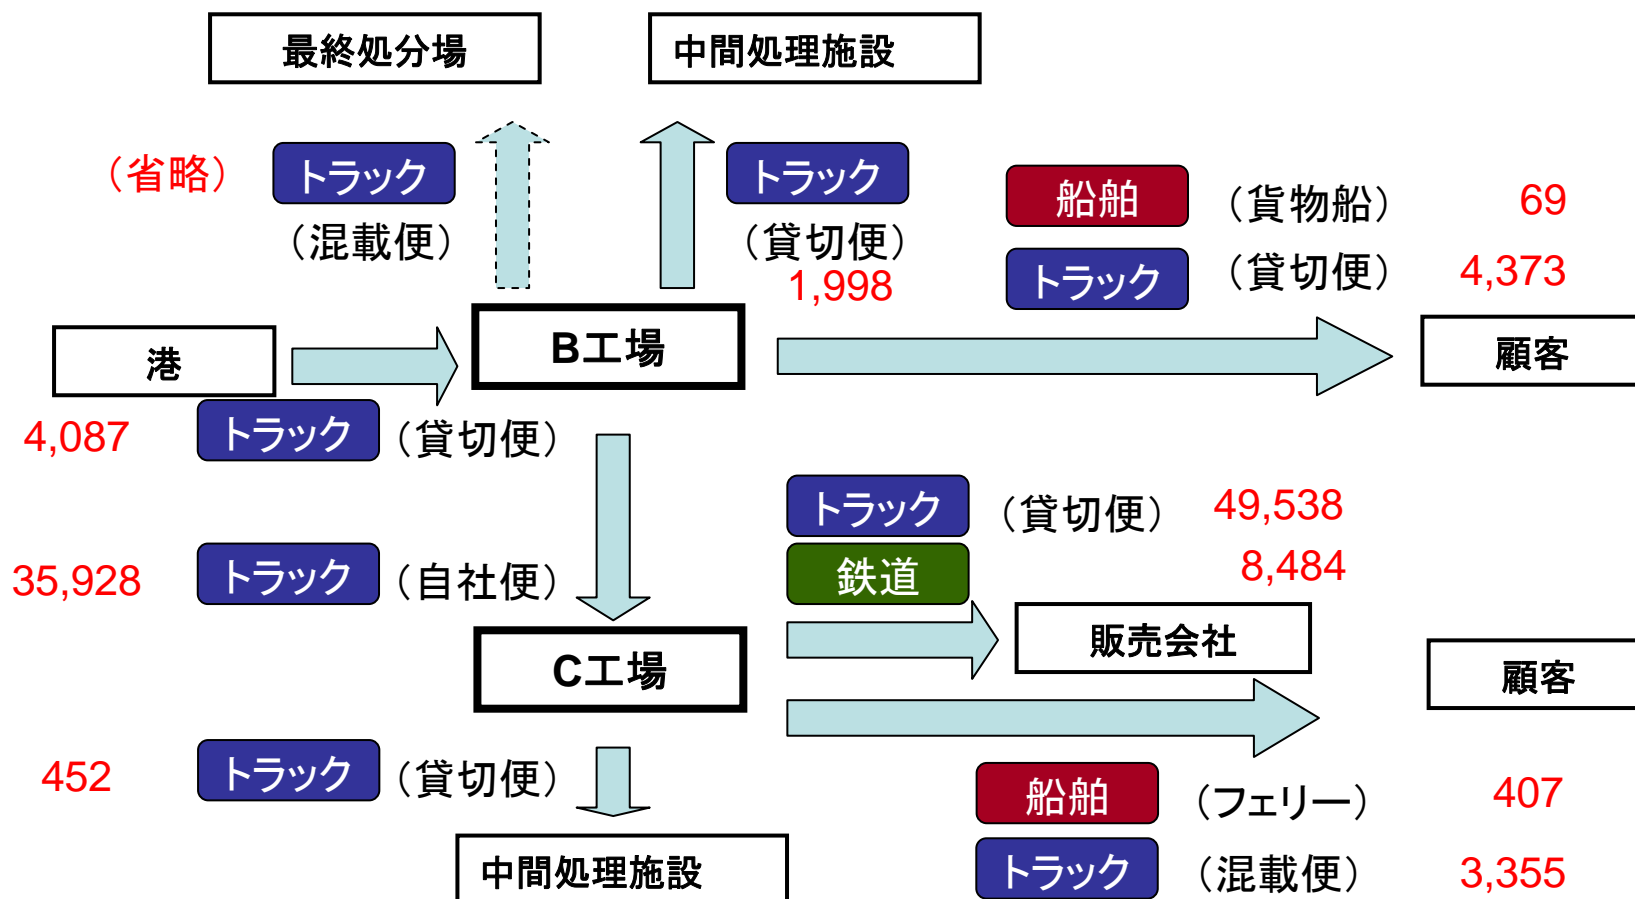 最終処分場
中間処理施設
（省略）
トラック
（混載便）
トラック
（貸切便）
1,998
船舶
（貨物船）
69
トラック
（貸切便）
4,373
港
B工場
顧客
4,087
トラック
（貸切便）
トラック
（貸切便）
49,538
鉄道
8,484
35,928
トラック
（自社便）
販売会社
C工場
顧客
452
トラック
（貸切便）
船舶
（フェリー）
407
中間処理施設
トラック
（混載便）
3,355